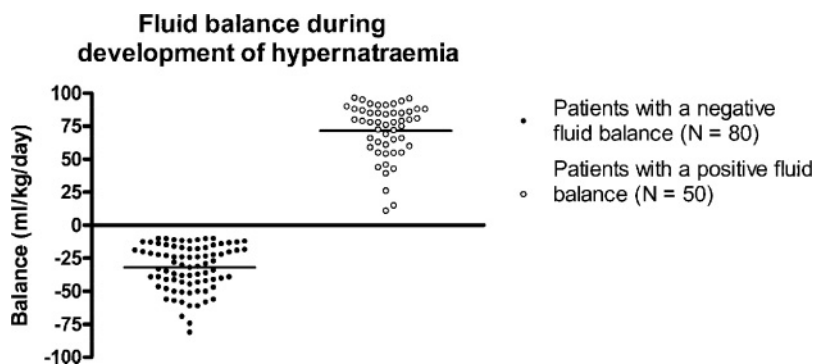 Fluid balance during
development of hypernatraemia
Balance (ml/kg/day)
100
75
50
25
0
-25
-50
-75
-100
Patients with a negative
fluid balance (N = 80)
Patients with a positive fluid
balance (N = 50)